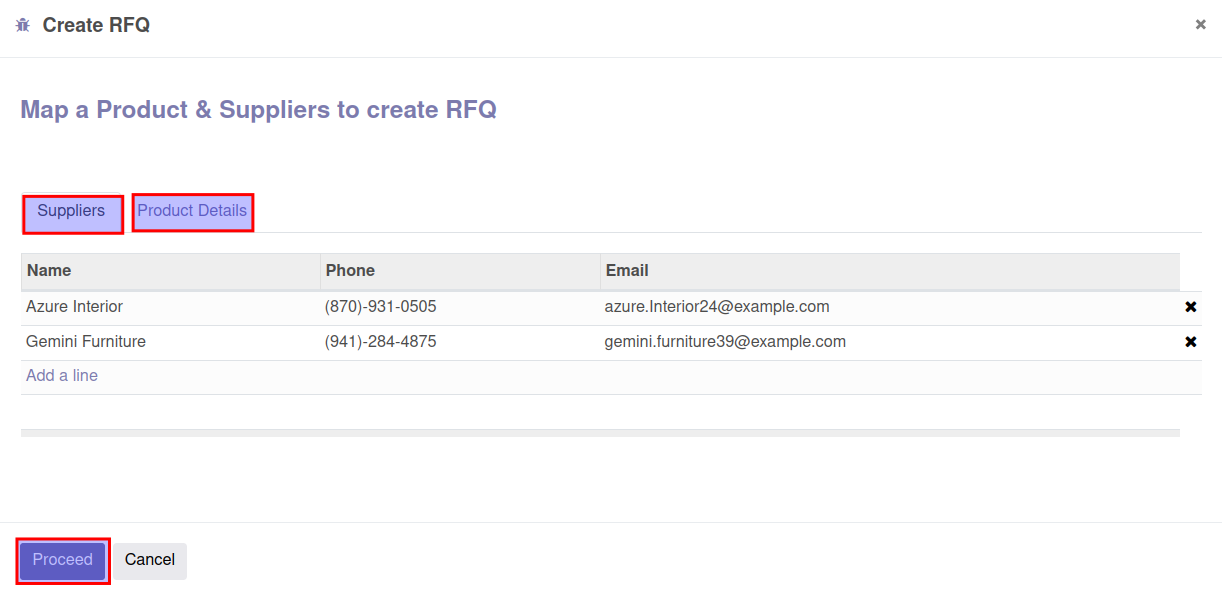 Create RFQ
Map a Product & Suppliers to create RFQ
Suppliers Product Details
Name Phone Email
Azure Interior (870)-931-0505 azure.Interior24@example.com
Gemini Furniture (941)-284-4875 gemini.furniture39@example.com
Add a line
Proceed Cancel